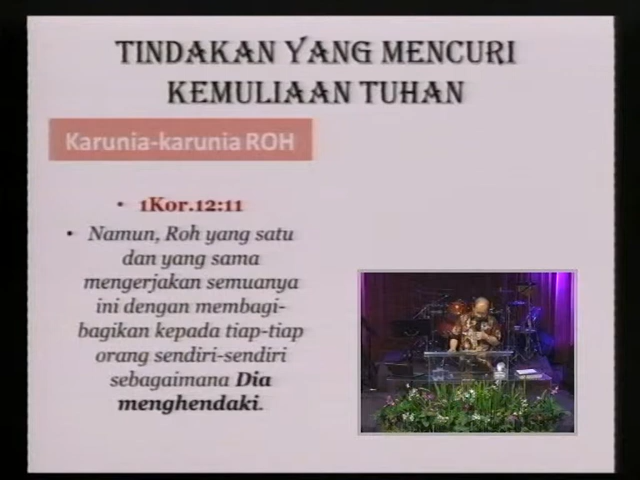 TINDAKAN YANG MENCURI
KEMULIAAN TUHAN
Karunia-karunia ROH
• 1Kor.12:11
• Namun, Roh yang satu
dan yang sama
mengerjakan semuanya
ini dengan membagi-
bagikan kepada tiap-tiap
orang sendiri-sendiri
sebagaimana Dia
menghendaki.